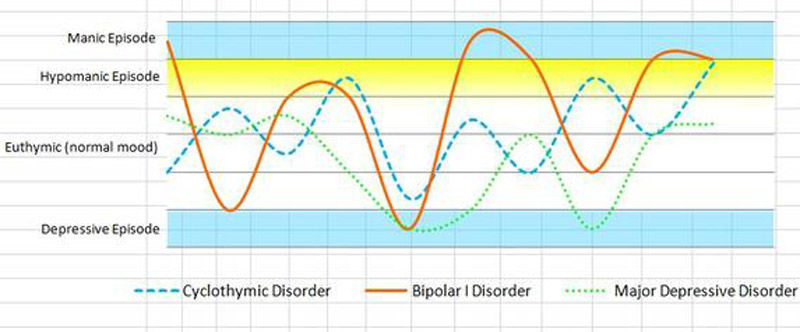 Manic Episode
Hypomanic Episode
Euthymic (normal mood)
Depressive Episode
Cyclothymic Disorder Bipolar I Disorder Major Depressive Disorder